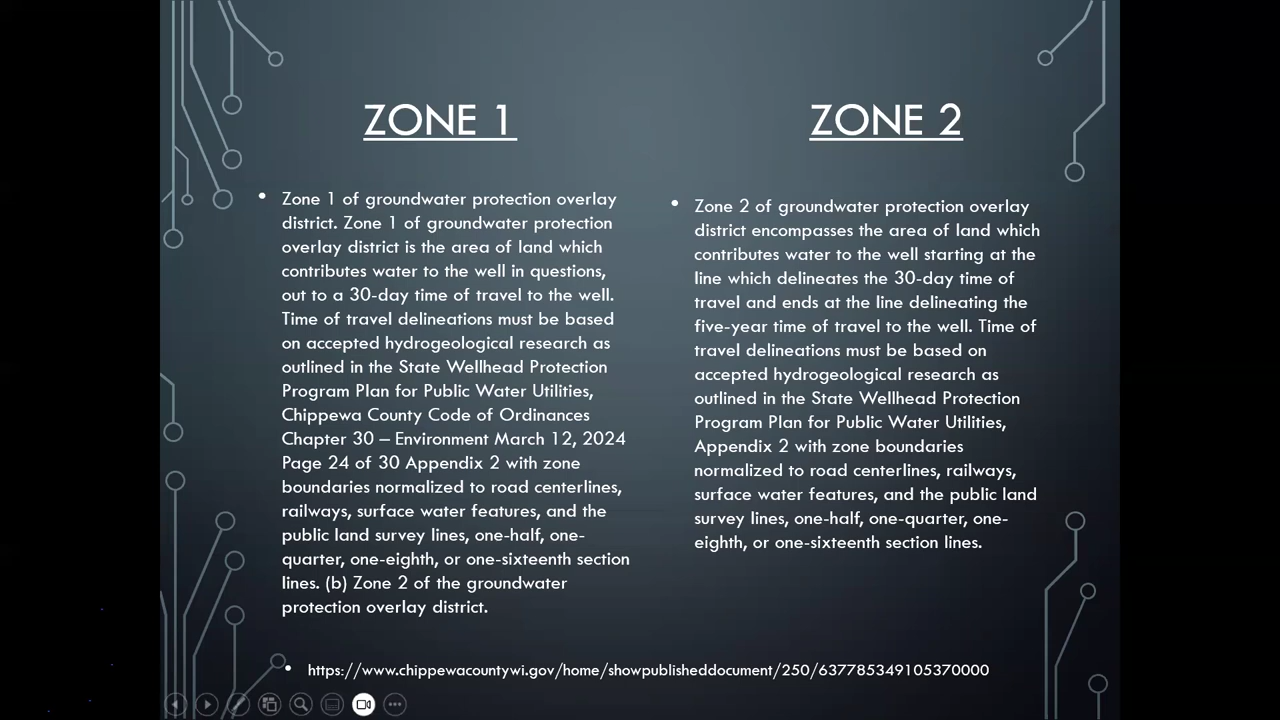 ZONE 1
Zone 1 of groundwater protection overlay
district. Zone 1 of groundwater protection
overlay district is the area of land which
contributes water to the well in questions,
out to a 30-day time of travel to the well.
Time of travel delineations must be based
on accepted hydrogeological research as
outlined in the State Wellhead Protection
Program Plan for Public Water Utilities,
Chippewa County Code of Ordinances
Chapter 30 – Environment March 12, 2024
Page 24 of 30 Appendix 2 with zone
boundaries normalized to road centerlines,
railways, surface water features, and the
public land survey lines, one-half, one-
quarter, one-eighth, or one-sixteenth section
lines. (b) Zone 2 of the groundwater
protection overlay district.
ZONE 2
Zone 2 of groundwater protection overlay
district encompasses the area of land which
contributes water to the well starting at the
line which delineates the 30-day time of
travel and ends at the line delineating the
five-year time of travel to the well. Time of
travel delineations must be based on
accepted hydrogeological research as
outlined in the State Wellhead Protection
Program Plan for Public Water Utilities,
Appendix 2 with zone boundaries
normalized to road centerlines, railways,
surface water features, and the public land
survey lines, one-half, one-quarter, one-
eighth, or one-sixteenth section lines.
https://www.chippewacountywi.gov/home/showpublisheddocument/250/637785349105370000